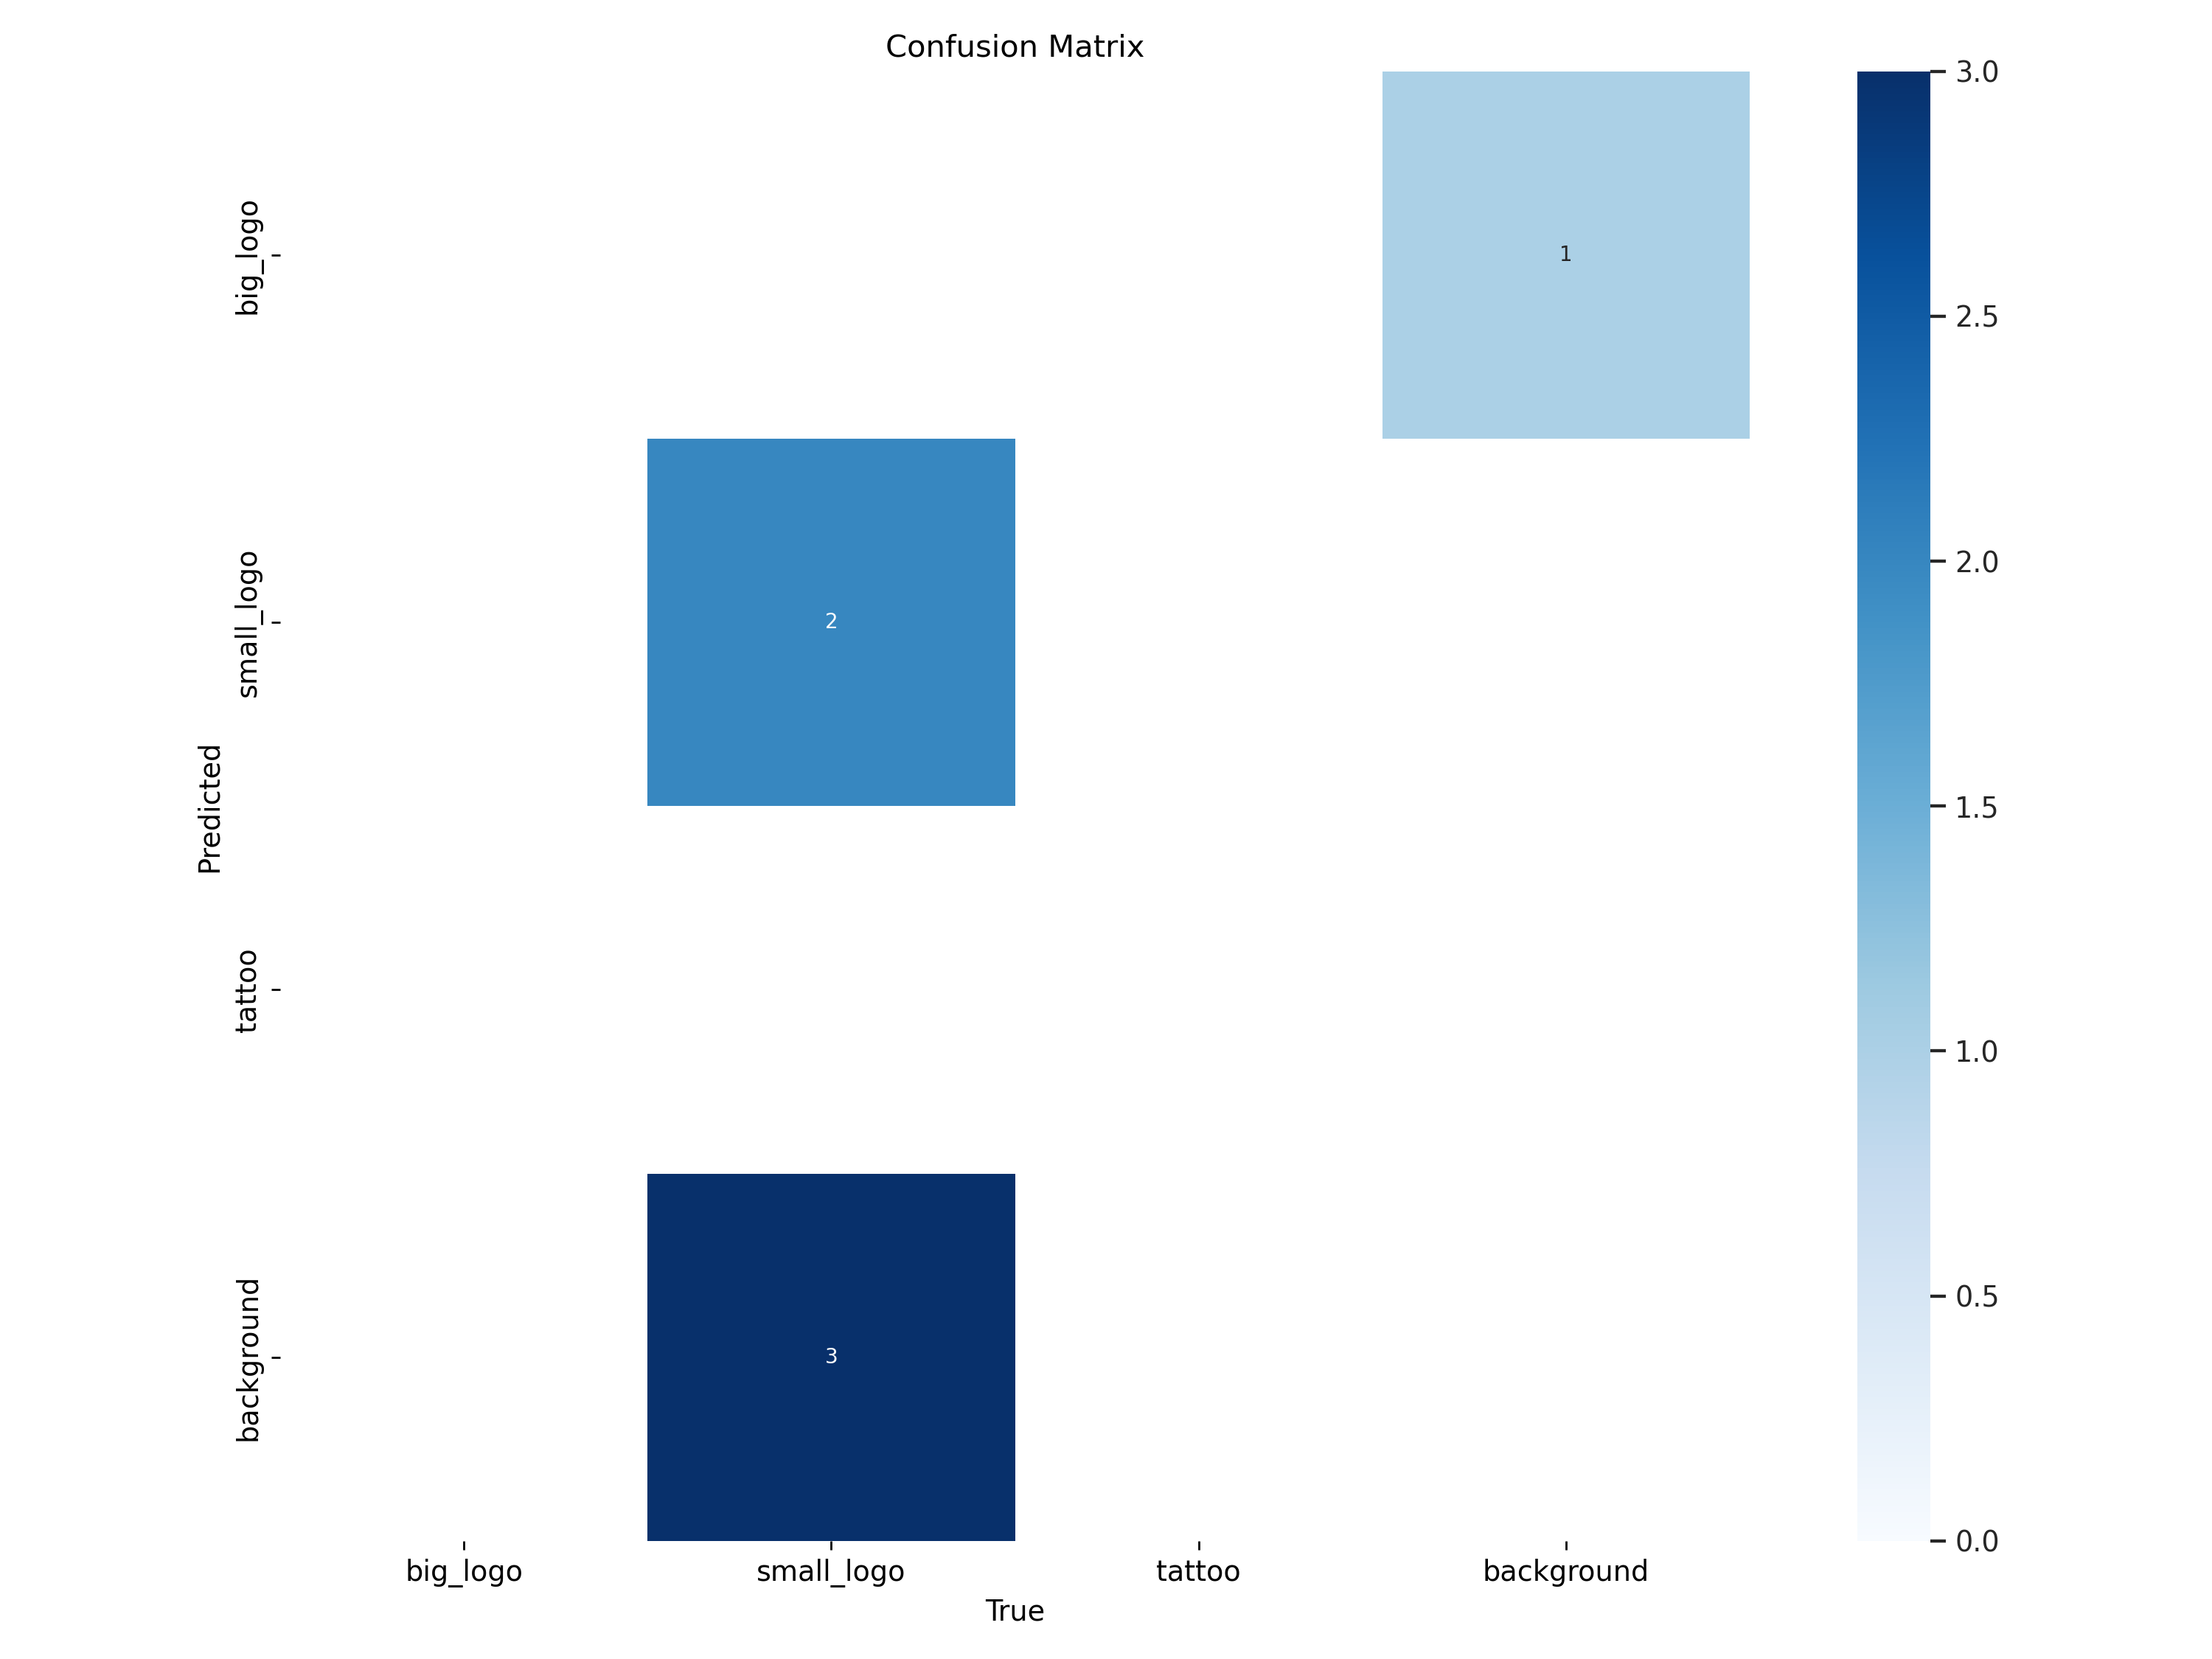 Confusion Matrix
big_logo
small_logo
tattoo
background
Predicted
1
2
3
big_logo
small_logo
tattoo
background
True
3.0
2.5
2.0
1.5
1.0
0.5
0.0